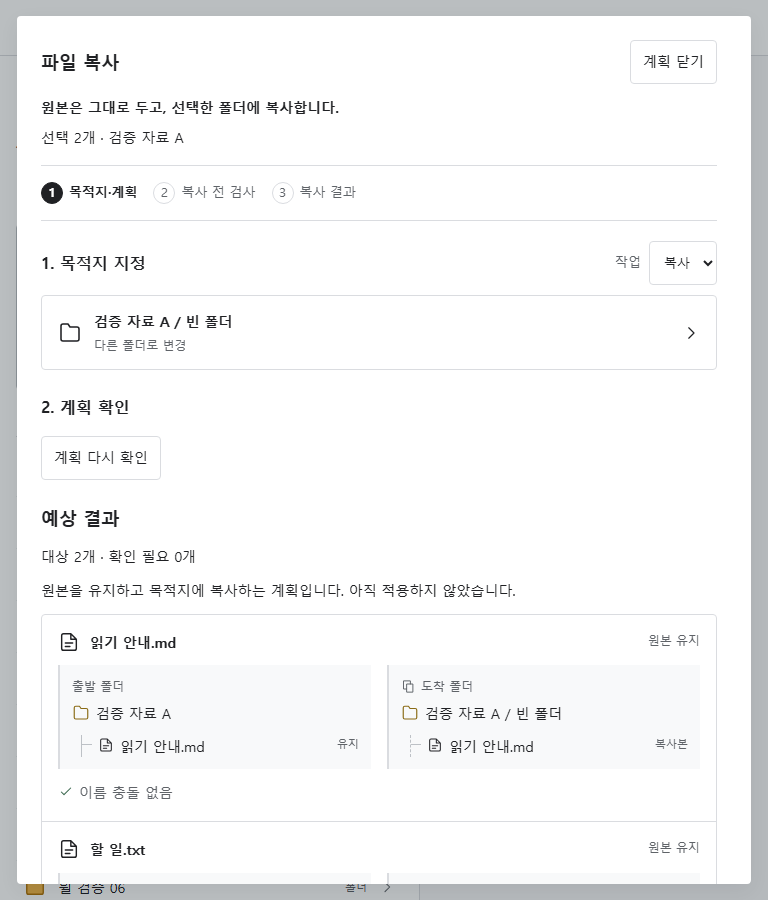 파일 복사
계획 닫기
원본은 그대로 두고, 선택한 폴더에 복사합니다.
선택 2개 · 검증 자료 A
1 목적지·계획 2 복사 전 검사 3 복사 결과
1. 목적지 지정
작업 복사
검증 자료 A / 빈 폴더
다른 폴더로 변경
2. 계획 확인
계획 다시 확인
예상 결과
대상 2개 · 확인 필요 0개
원본을 유지하고 목적지에 복사하는 계획입니다. 아직 적용하지 않았습니다.
읽기 안내.md
원본 유지
출발 폴더
검증 자료 A
읽기 안내.md 유지
도착 폴더
검증 자료 A / 빈 폴더
읽기 안내.md 복사본
이름 충돌 없음
할 일.txt
원본 유지
검증 06
폴더